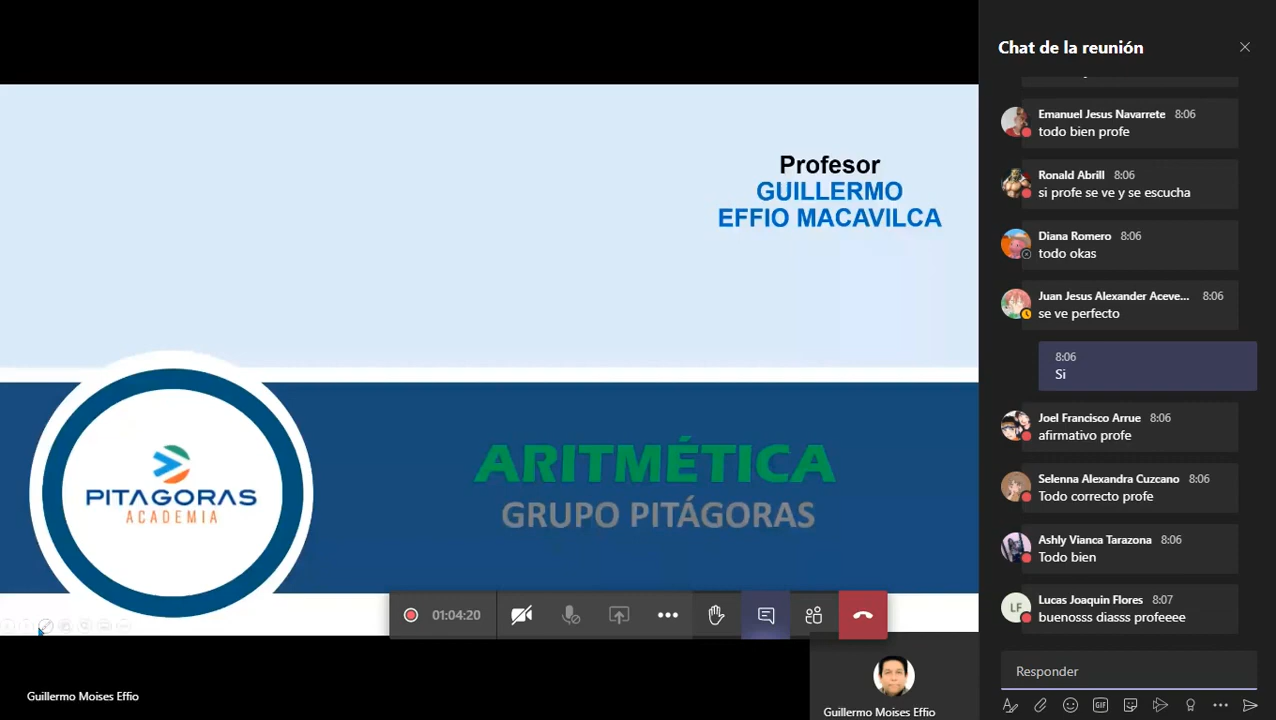 Profesor
GUILLERMO
EFFIO MACAVILCA
PITAGORAS
ACADEMIA
ARITMÉTICA
GRUPO PITÁGORAS
01:04:20
Guillermo Moises Effio
Guillermo Moises Effio
Chat de la reunión
Emanuel Jesus Navarrete 8:06
todo bien profe
Ronald Abrill 8:06
si profe se ve y se escucha
Diana Romero 8:06
todo okas
Juan Jesus Alexander Aceve... 8:06
se ve perfecto
8:06
Si
Joel Francisco Arrue 8:06
afirmativo profe
Selenna Alexandra Cuzcano 8:06
Todo correcto profe
Ashly Vianca Tarazona 8:06
Todo bien
LF
Lucas Joaquin Flores 8:07
buenosss diasss profeeee
Responder
GIF